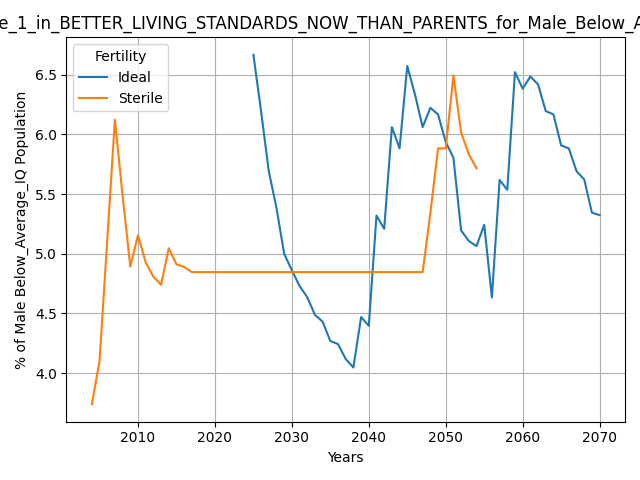 e_1_in_BETTER_LIVING_STANDARDS_NOW_THAN_PARENTS_for_Male_Below_A
Fertility
Ideal
Sterile
% of Male Below_Average_IQ Population
6.5
6.0
5.5
5.0
4.5
4.0
2010 2020 2030 2040 2050 2060 2070
Years